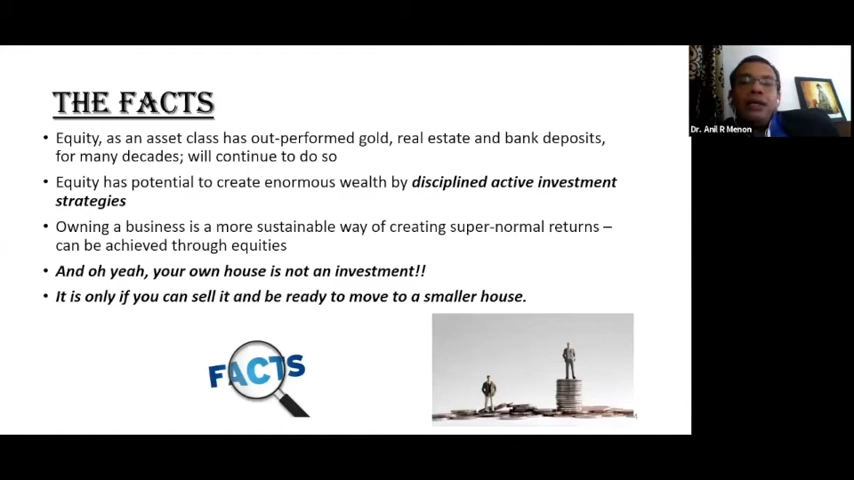 THE FACTS
• Equity, as an asset class has out-performed gold, real estate and bank deposits,
for many decades; will continue to do so
• Equity has potential to create enormous wealth by disciplined active investment
strategies
• Owning a business is a more sustainable way of creating super-normal returns –
can be achieved through equities
• And oh yeah, your own house is not an investment!!
• It is only if you can sell it and be ready to move to a smaller house.
FACTS
Dr. Anil R Menon